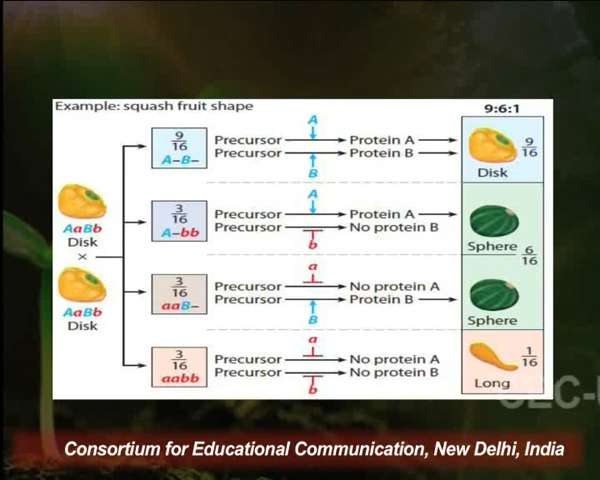 Example: squash fruit shape
9:6:1
9/16
A–B–
Precursor
A
Protein A
Precursor
B
Protein B
Disk
9/16
AaBb
Disk
×
AaBb
Disk
3/16
A–bb
Precursor
A
Protein A
Precursor
b
No protein B
Sphere
6/16
3/16
aaB–
Precursor
a
No protein A
Precursor
B
Protein B
Sphere
3/16
aabb
Precursor
a
No protein A
Precursor
b
No protein B
Long
1/16
Consortium for Educational Communication, New Delhi, India